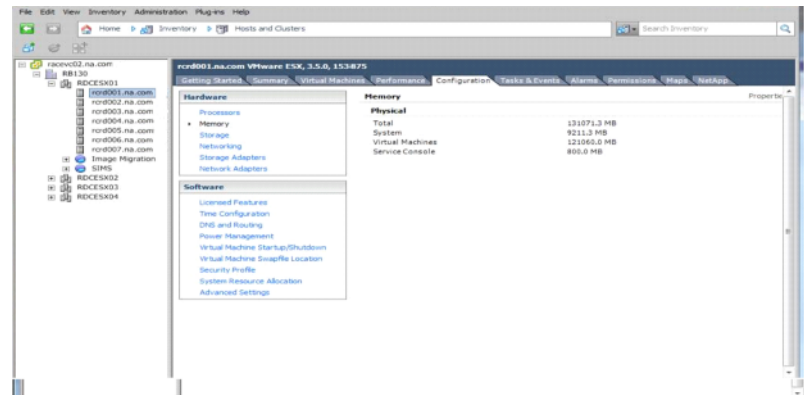 File Edit View Inventory Administration Plug-ins Help
Home Inventory Hosts and Clusters
Search Inventory
racevc02.na.com
RB130
RDCESX01
rcrd001.na.com
rcrd002.na.com
rcrd003.na.com
rcrd004.na.com
rcrd005.na.com
rcrd006.na.com
rcrd007.na.com
Image Migration
SIMS
RDCESX02
RDCESX03
RDCESX04
rcrd001.na.com VMware ESX, 3.5.0, 153875
Getting Started Summary Virtual Machines Performance Configuration Tasks & Events Alarms Permissions Maps NetApp
Hardware
Processors
Memory
Storage
Networking
Storage Adapters
Network Adapters
Software
Licensed Features
Time Configuration
DNS and Routing
Power Management
Virtual Machine Startup/Shutdown
Virtual Machine Swapfile Location
Security Profile
System Resource Allocation
Advanced Settings
Memory
Propertie
Physical
Total 131071.3 MB
System 9211.3 MB
Virtual Machines 121060.0 MB
Service Console 800.0 MB